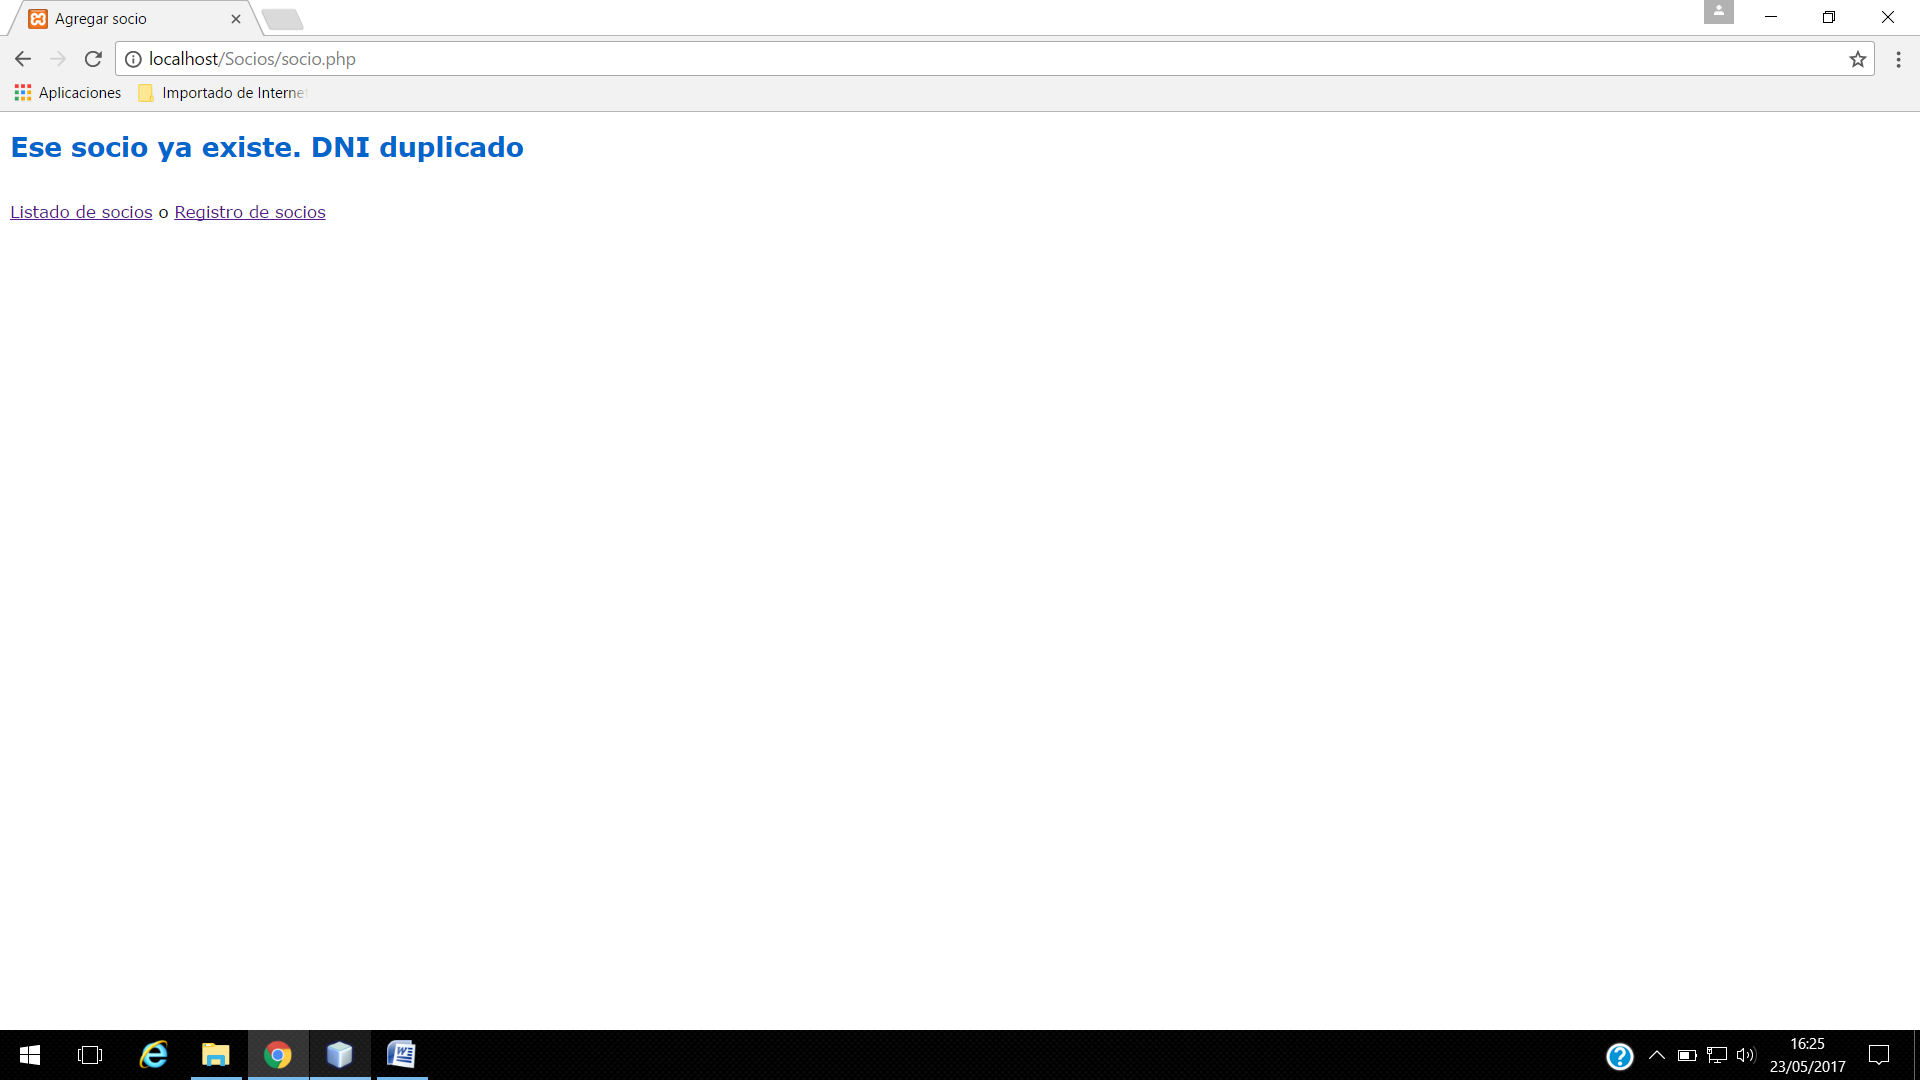 Agregar socio
localhost/Socios/socio.php
Aplicaciones Importado de Interne
Ese socio ya existe. DNI duplicado
Listado de socios o Registro de socios
16:25
23/05/2017